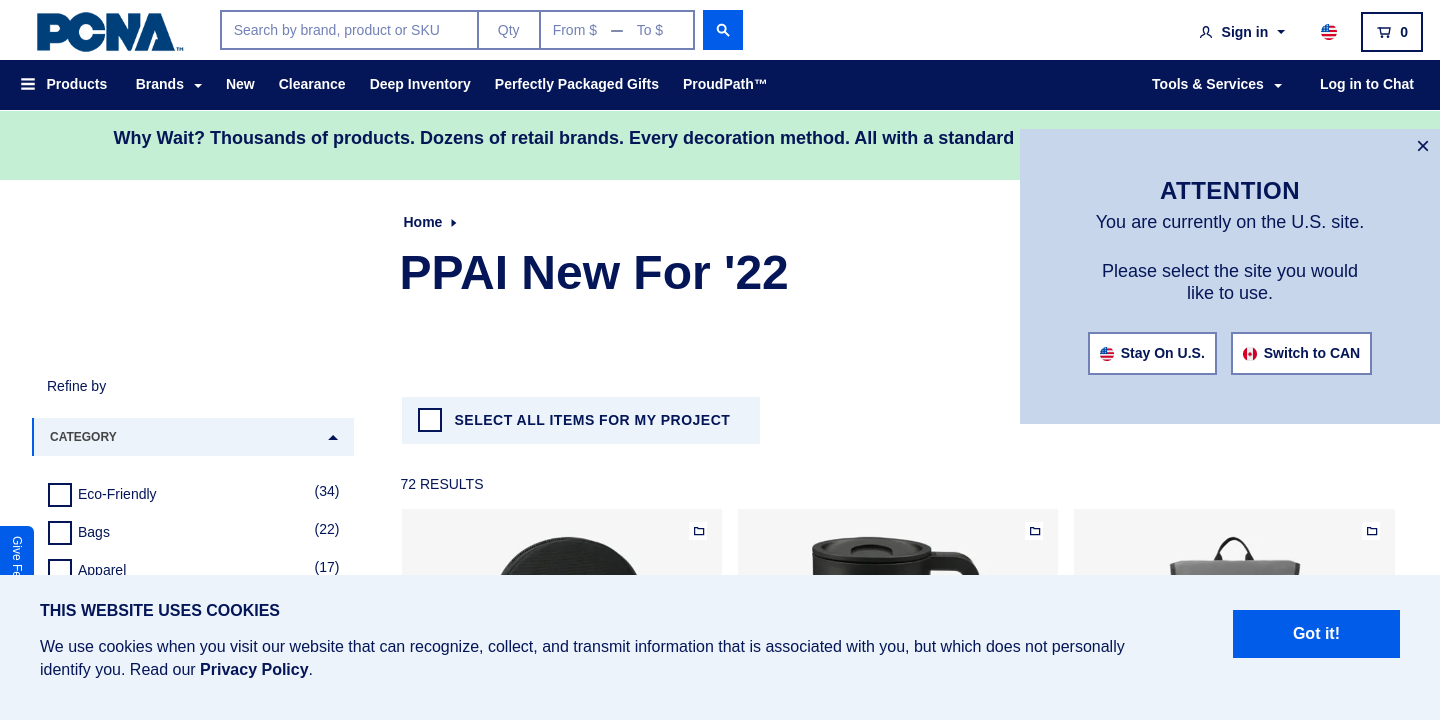 PCNA™
Search by brand, product or SKU
Qty
From $ — To $
Sign in
0
Products
Brands
New
Clearance
Deep Inventory
Perfectly Packaged Gifts
ProudPath™
Tools & Services
Log in to Chat
Why Wait? Thousands of products. Dozens of retail brands. Every decoration method. All with a standard
×
ATTENTION
You are currently on the U.S. site.
Please select the site you would
like to use.
Stay On U.S.
Switch to CAN
Home
PPAI New For '22
Refine by
CATEGORY
Eco-Friendly (34)
Bags (22)
Apparel (17)
SELECT ALL ITEMS FOR MY PROJECT
72 RESULTS
Give Fe
THIS WEBSITE USES COOKIES
We use cookies when you visit our website that can recognize, collect, and transmit information that is associated with you, but which does not personally
identify you. Read our Privacy Policy.
Got it!